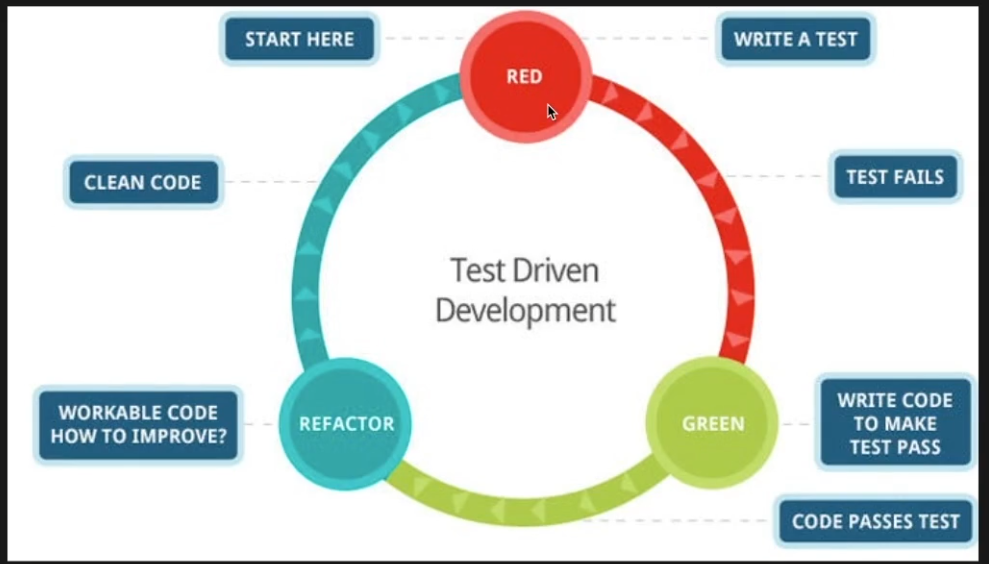 START HERE
RED
WRITE A TEST
CLEAN CODE
TEST FAILS
Test Driven
Development
WORKABLE CODE
HOW TO IMPROVE?
REFACTOR
GREEN
WRITE CODE
TO MAKE
TEST PASS
CODE PASSES TEST